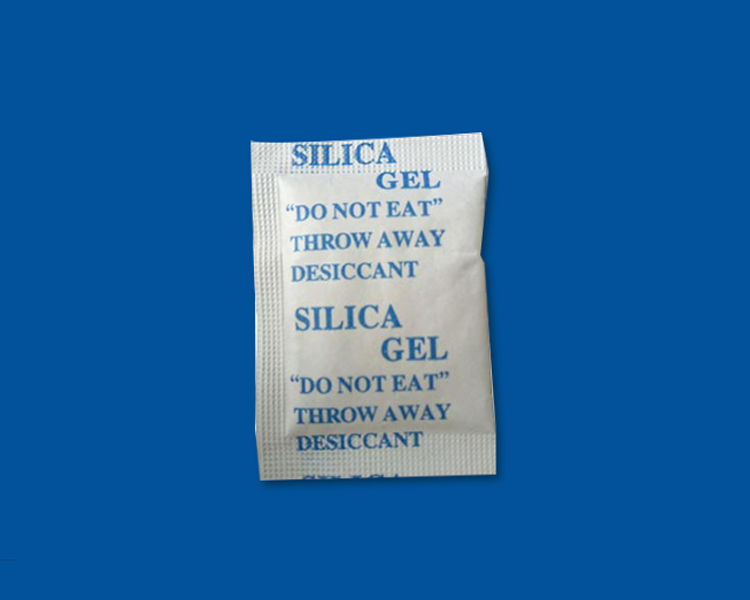 SILICA
GEL
“DO NOT EAT”
THROW AWAY
DESICCANT
SILICA
GEL
“DO NOT EAT”
THROW AWAY
DESICCANT